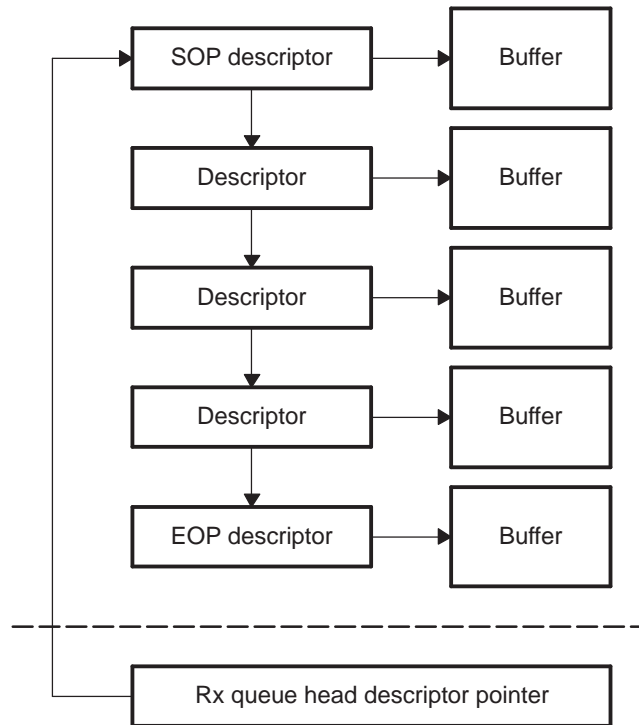 SOP descriptor
Buffer
Descriptor
Buffer
Descriptor
Buffer
Descriptor
Buffer
EOP descriptor
Buffer
Rx queue head descriptor pointer